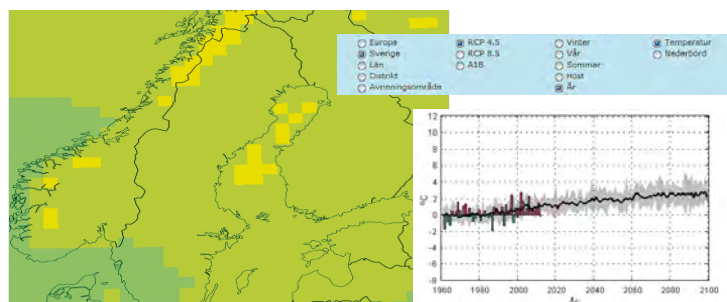 Europa
RCP 4.5
Vinter
Temperatur
Sverige
RCP 8.5
Vår
Nederbörd
Län
A1B
Sommar
Distrikt
Höst
Avrinningsområde
År
12
10
8
6
4
2
0
-2
-4
-6
-8
°C
1960 1980 2000 2020 2040 2060 2080 2100